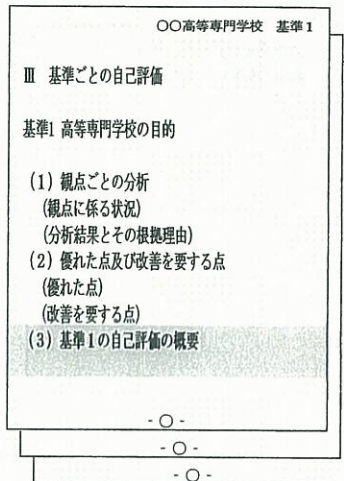 〇〇高等専門学校 基準1
Ⅲ 基準ごとの自己評価
基準1 高等専門学校の目的
(1) 観点ごとの分析
(観点に係る状況)
(分析結果とその根拠理由)
(2) 優れた点及び改善を要する点
(優れた点)
(改善を要する点)
(3) 基準1の自己評価の概要
- 〇 -
- 〇 -
- 〇 -